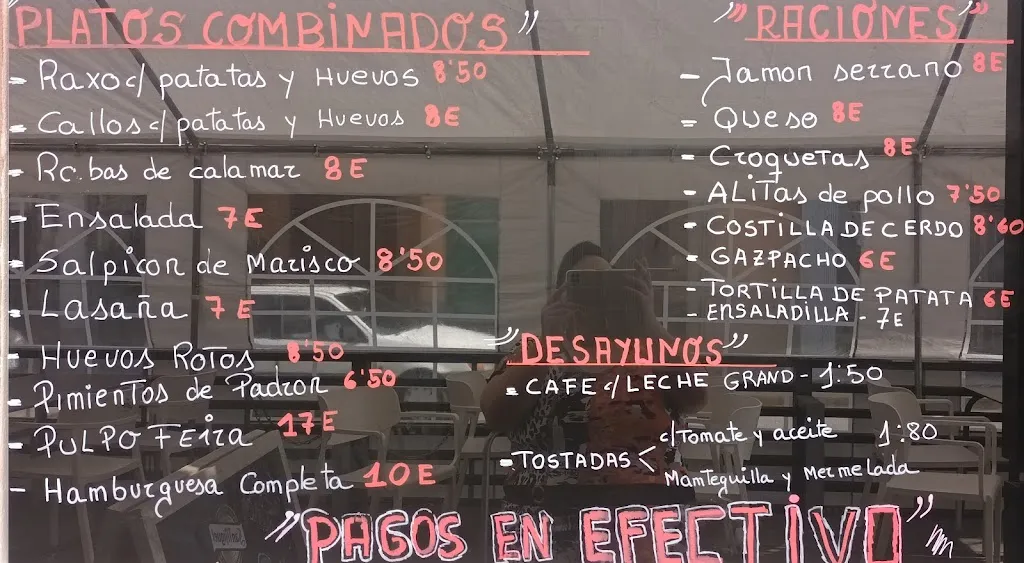 PLATOS COMBINADOS"
- Raxo c/ patatas y Huevos 8'50
- Callos c/ patatas y Huevos 8E
- Rabas de calamar 8E
- Ensalada 7E
- Salpicon de Marisco 8'50
- Lasaña 7E
- Huevos Rotos 8'50
- Pimientos de Padron 6'50
- PULPO FEira 17E
- Hamburguesa Completa 10E
"RACIONES"
- Jamon serrano 8E
- Queso 8E
- Croquetas 8E
- ALitas de pollo 7'50
- COSTILLA DE CERDO 8'60
- GAZPACHO 6E
- TORTILLA DE PATATA 6E
- ENSALADILLA - 7E
"DESAYUNOS"
- CAFE c/ LECHE GRAND - 1:50
- TOSTADAS < c/Tomate y aceite 1:80
Mamteguilla y Mermelada
"PAGOS EN EFECTIVO"